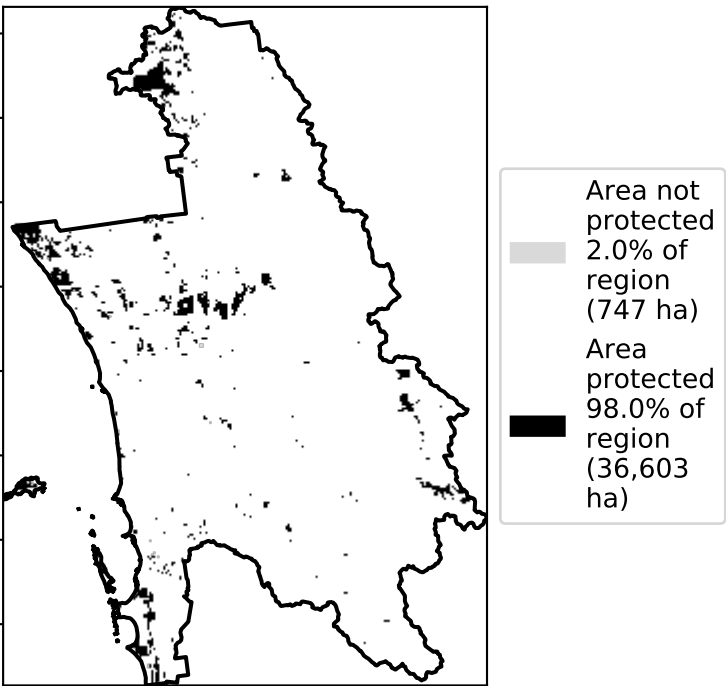 Area not
protected
2.0% of
region
(747 ha)
Area
protected
98.0% of
region
(36,603
ha)